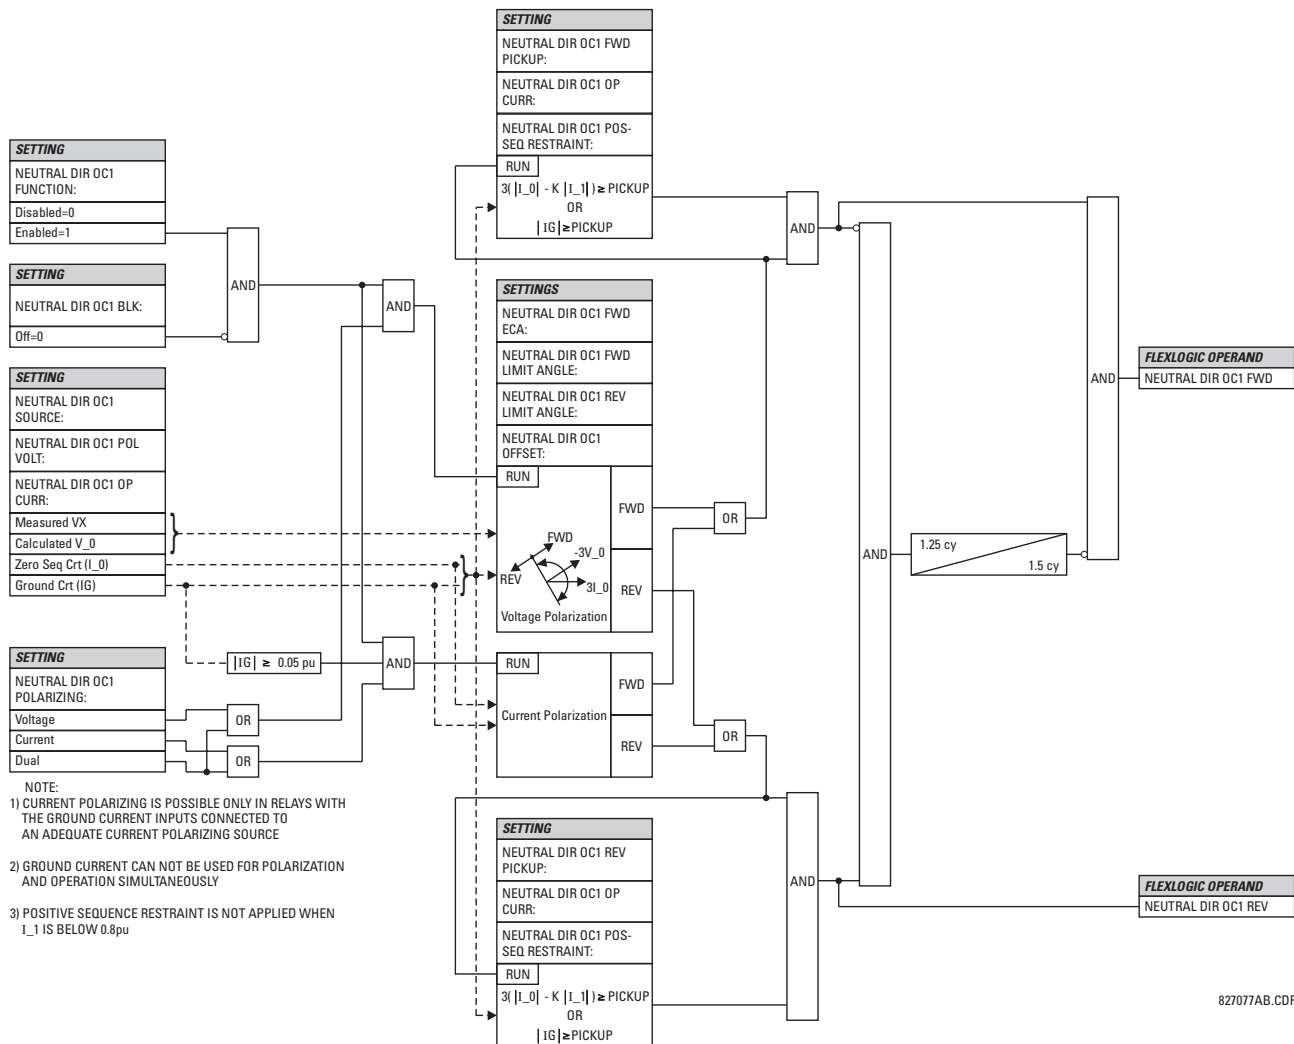 SETTING
NEUTRAL DIR OC1
FUNCTION:
Disabled=0
Enabled=1
SETTING
NEUTRAL DIR OC1 BLK:
Off=0
SETTING
NEUTRAL DIR OC1
SOURCE:
NEUTRAL DIR OC1 POL
VOLT:
NEUTRAL DIR OC1 OP
CURR:
Measured VX
Calculated V_0
Zero Seq Crt (I_0)
Ground Crt (IG)
SETTING
NEUTRAL DIR OC1
POLARIZING:
Voltage
Current
Dual
NOTE:
1) CURRENT POLARIZING IS POSSIBLE ONLY IN RELAYS WITH
THE GROUND CURRENT INPUTS CONNECTED TO
AN ADEQUATE CURRENT POLARIZING SOURCE
2) GROUND CURRENT CAN NOT BE USED FOR POLARIZATION
AND OPERATION SIMULTANEOUSLY
3) POSITIVE SEQUENCE RESTRAINT IS NOT APPLIED WHEN
I_1 IS BELOW 0.8pu
AND
OR
OR
|IG| ≥ 0.05 pu
AND
AND
SETTING
NEUTRAL DIR OC1 FWD
PICKUP:
NEUTRAL DIR OC1 OP
CURR:
NEUTRAL DIR OC1 POS-
SEQ RESTRAINT:
RUN
3( |I_0| - K |I_1| ) ≥ PICKUP
OR
|IG| ≥ PICKUP
SETTINGS
NEUTRAL DIR OC1 FWD
ECA:
NEUTRAL DIR OC1 FWD
LIMIT ANGLE:
NEUTRAL DIR OC1 REV
LIMIT ANGLE:
NEUTRAL DIR OC1
OFFSET:
RUN
FWD
FWD
-3V_0
REV
3I_0
REV
Voltage Polarization
RUN
FWD
Current Polarization
REV
SETTING
NEUTRAL DIR OC1 REV
PICKUP:
NEUTRAL DIR OC1 OP
CURR:
NEUTRAL DIR OC1 POS-
SEQ RESTRAINT:
RUN
3( |I_0| - K |I_1| ) ≥ PICKUP
OR
|IG| ≥ PICKUP
OR
OR
AND
AND
AND
1.25 cy
1.5 cy
AND
FLEXLOGIC OPERAND
NEUTRAL DIR OC1 FWD
FLEXLOGIC OPERAND
NEUTRAL DIR OC1 REV
827077AB.CDR